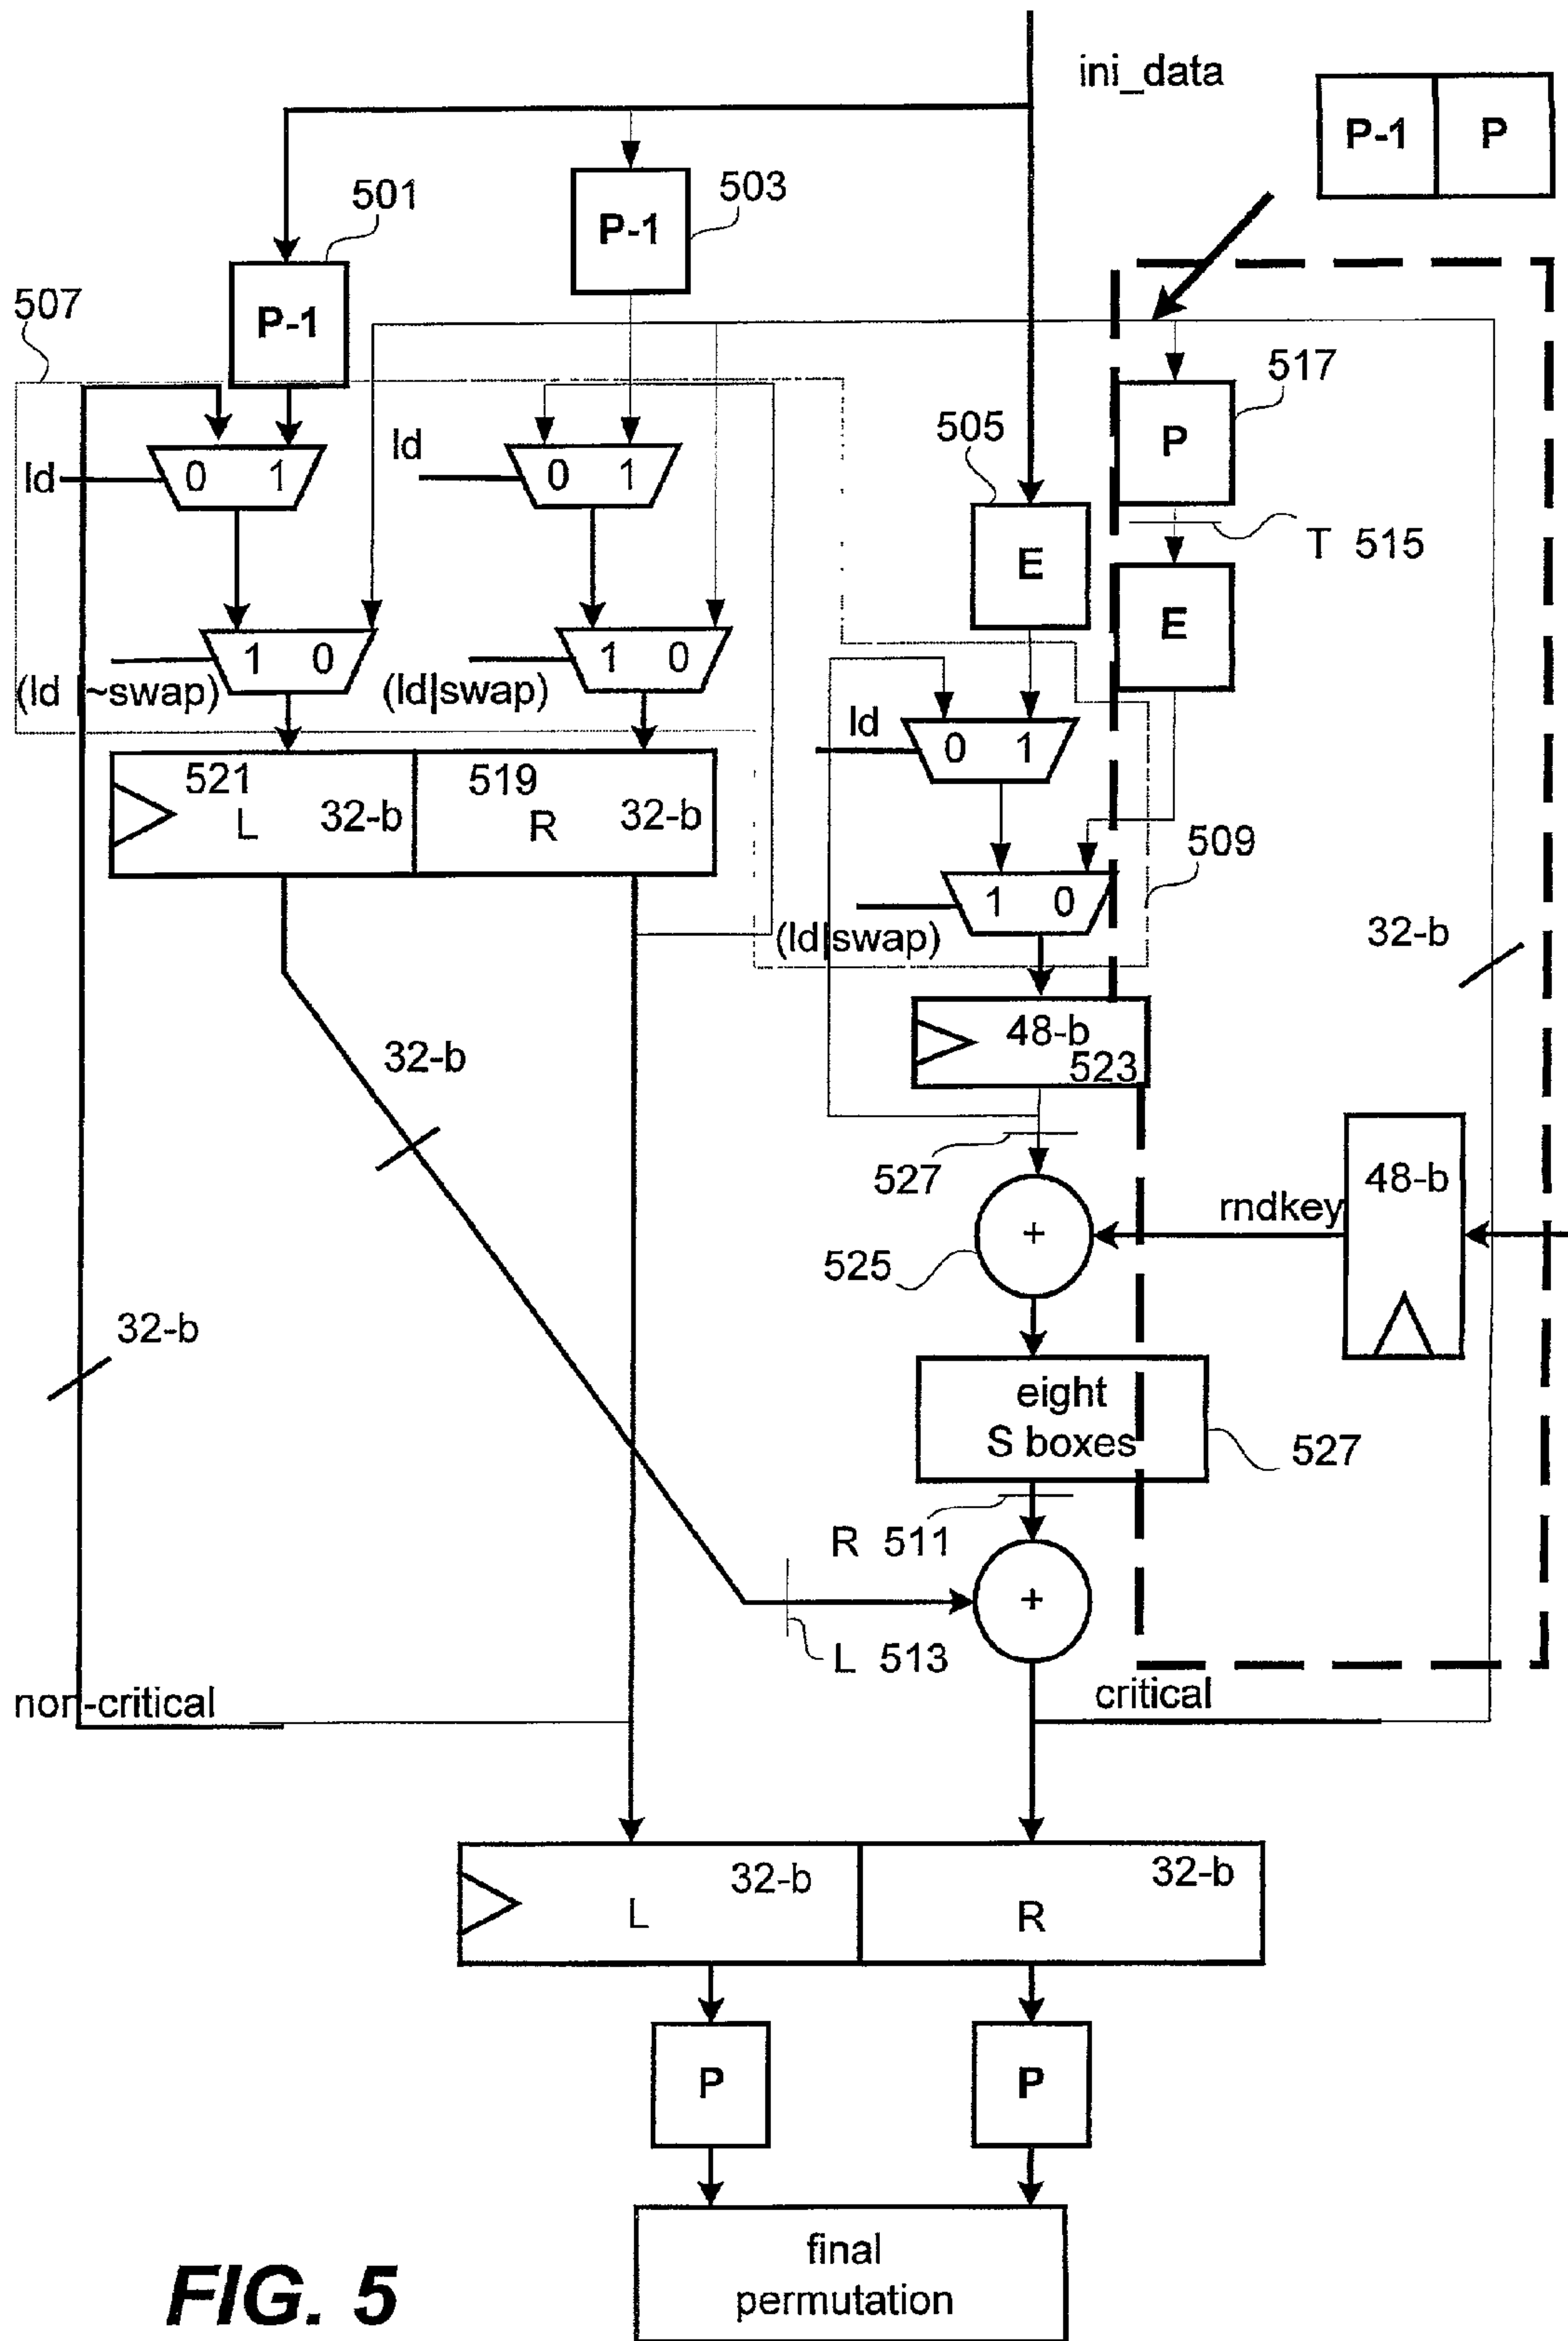 ini_data
P-1 P
501
503
P-1
507
P-1
517
505
P
ld
0 1
ld
0 1
T 515
E
E
1 0
1 0
(ld |~swap)
(ld|swap)
ld
0 1
521
L
32-b
519
R
32-b
509
1 0
(ld|swap)
32-b
48-b
523
32-b
527
48-b
rndkey
+
525
32-b
eight
S boxes
527
R 511
+
L 513
non-critical
critical
32-b
L
32-b
R
P
P
final
permutation
FIG. 5